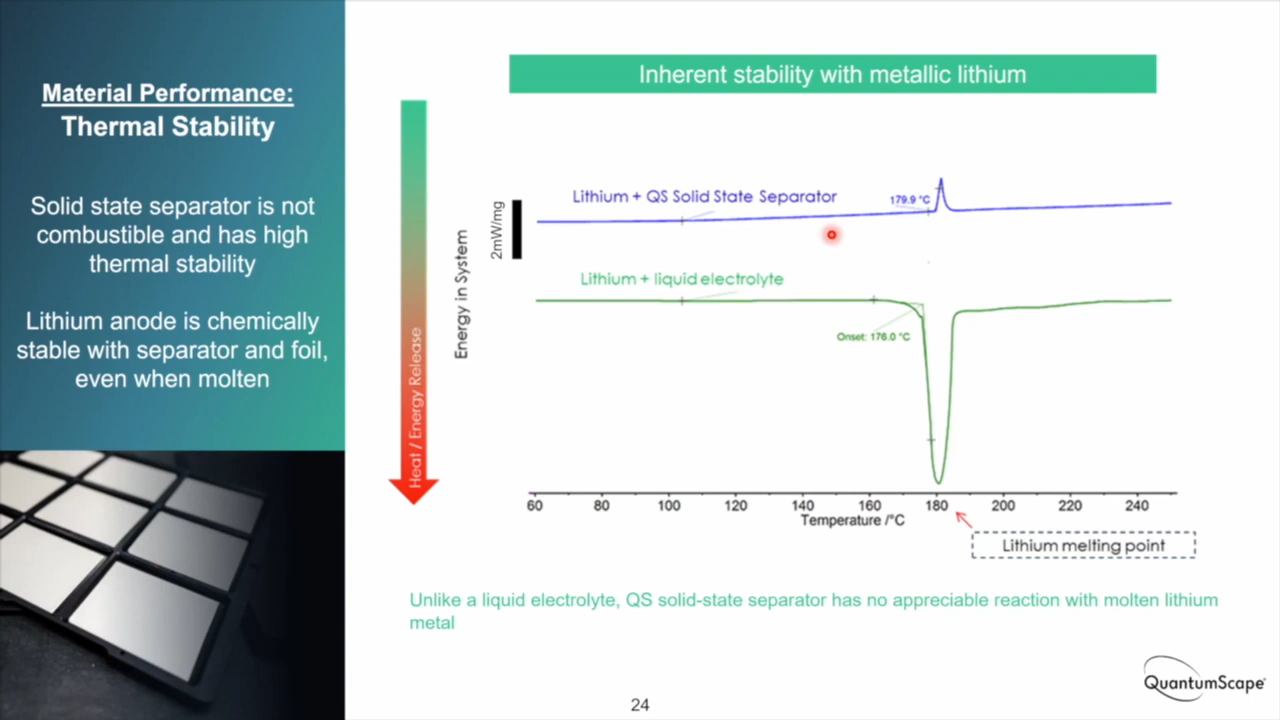 Material Performance:
Thermal Stability
Solid state separator is not
combustible and has high
thermal stability
Lithium anode is chemically
stable with separator and foil,
even when molten
Inherent stability with metallic lithium
Heat / Energy Release
Energy in System
2mW/mg
Lithium + QS Solid State Separator
179.9 °C
Lithium + liquid electrolyte
Onset: 176.0 °C
60 80 100 120 140 160 180 200 220 240
Temperature /°C
Lithium melting point
Unlike a liquid electrolyte, QS solid-state separator has no appreciable reaction with molten lithium
metal
24
QuantumScape